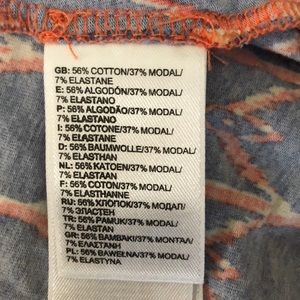 GB: 56% COTTON/37% MODAL/
7% ELASTANE
E: 56% ALGODÓN/37% MODAL/
7% ELASTANO
P: 56% ALGODÃO/37% MODAL/
7% ELASTANO
I: 56% COTONE/37% MODAL/
7% ELASTANE
D: 56% BAUMWOLLE/37% MODAL/
7% ELASTHAN
NL: 56% KATOEN/37% MODAL/
7% ELASTAAN
F: 56% COTON/37% MODAL/
7% ELASTHANNE
RU: 56% ХЛОПОК/37% МОДАЛ/
7% ЭЛАСТЕН
TR: 56% PAMUK/37% MODAL/
7% ELASTAN
GR: 56% ΒΑΜΒΑΚΙ/37% ΜΟΝΤΑΛ/
7% ΕΛΑΣΤΑΝΗ
PL: 56% BAWEŁNA/37% MODAL/
7% ELASTYNA